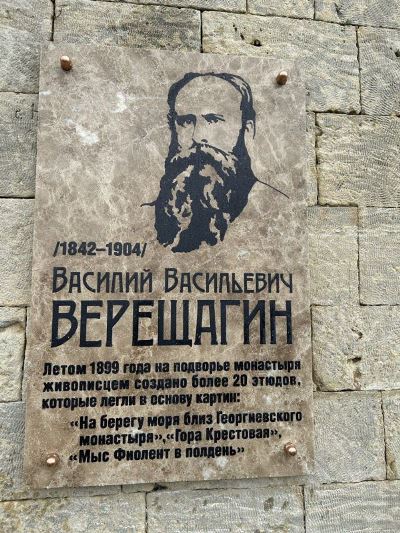 /1842–1904/
Василий Васильевич
ВЕРЕЩАГИН
Летом 1899 года на подворье монастыря
живописцем создано более 20 этюдов,
которые легли в основу картин:
«На берегу моря близ Георгиевского
монастыря»,«Гора Крестовая»,
«Мыс Фиолент в полдень»